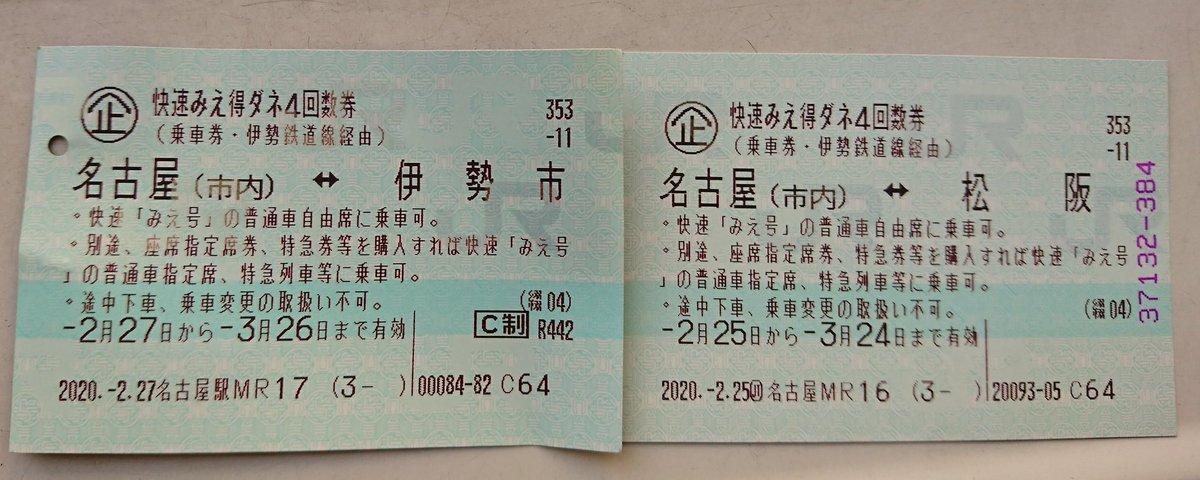 企 快速みえ得ダネ4回数券 353
(乗車券・伊勢鉄道線経由) -11
名古屋(市内) ↔ 伊勢市
・快速「みえ号」の普通車自由席に乗車可。
・別途、座席指定席券、特急券等を購入すれば快速「みえ号
」の普通車指定席、特急列車等に乗車可。
・途中下車、乗車変更の取扱い不可。 (綴04)
-2月27日から-3月26日まで有効 C制 R442
2020.-2.27名古屋駅MR17 (3- ) 00084-82 C64
企 快速みえ得ダネ4回数券 353
(乗車券・伊勢鉄道線経由) -11
名古屋(市内) ↔ 松阪
・快速「みえ号」の普通車自由席に乗車可。
・別途、座席指定席券、特急券等を購入すれば快速「みえ号
」の普通車指定席、特急列車等に乗車可。
・途中下車、乗車変更の取扱い不可。 (綴04)
-2月25日から-3月24日まで有効
2020.-2.25 名古屋MR16 (3- ) 20093-05 C64
37132-384